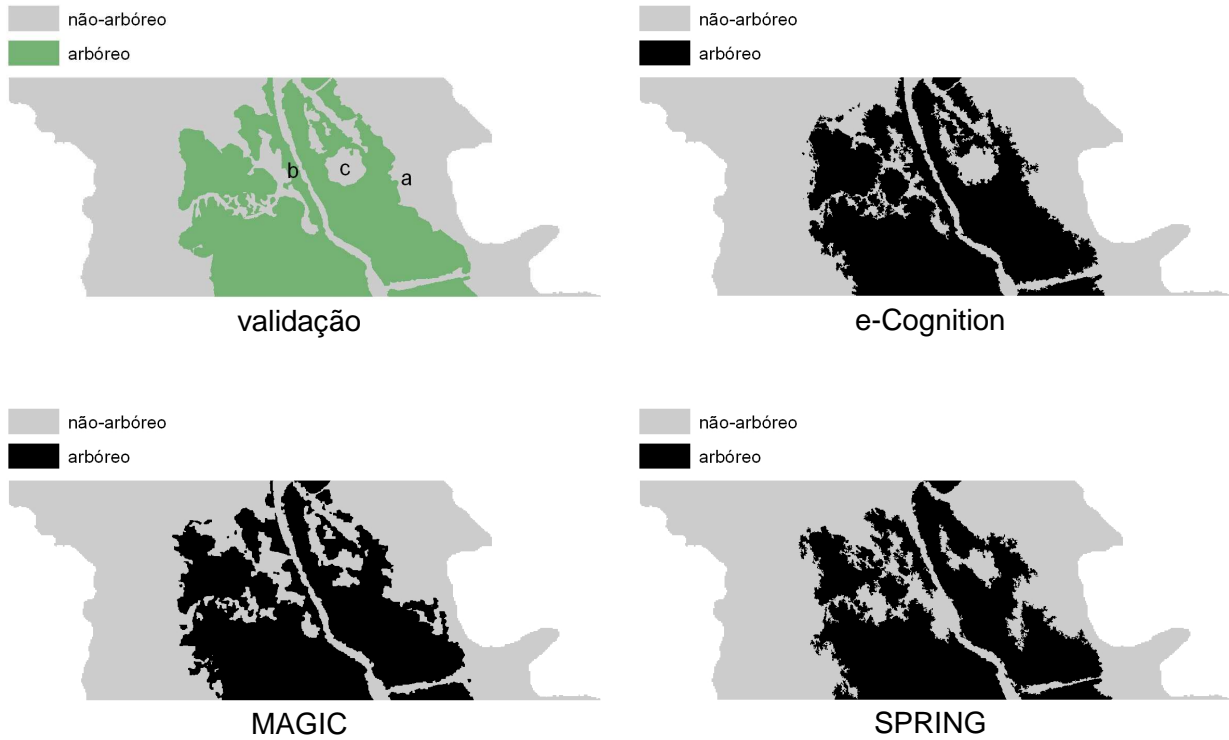 não-arbóreo
arbóreo
b
c
a
validação
não-arbóreo
arbóreo
e-Cognition
não-arbóreo
arbóreo
MAGIC
não-arbóreo
arbóreo
SPRING